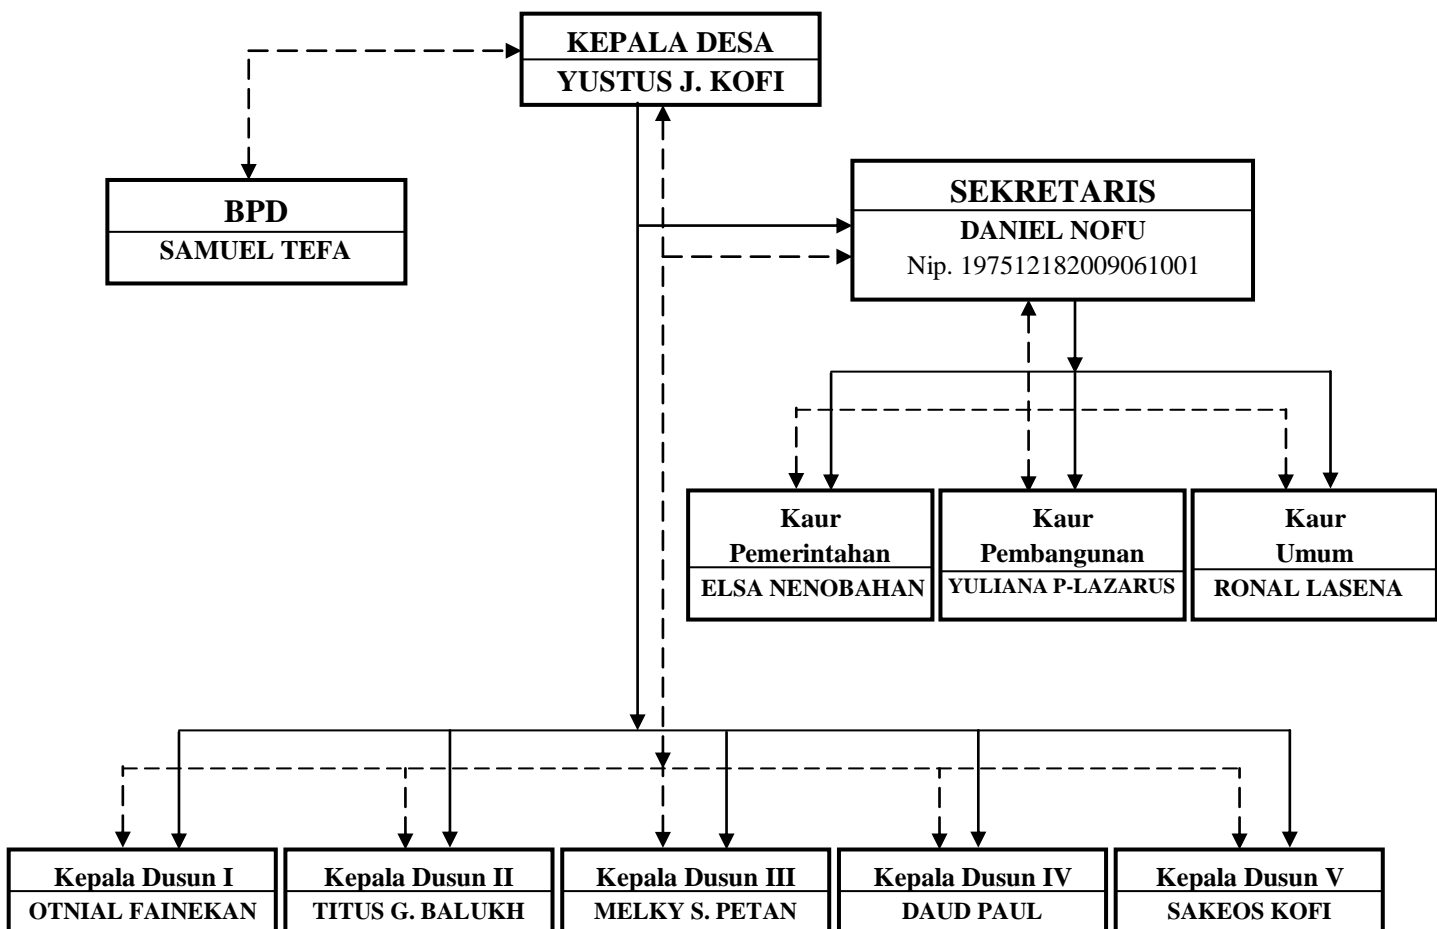 KEPALA DESA
YUSTUS J. KOFI
BPD
SAMUEL TEFA
SEKRETARIS
DANIEL NOFU
Nip. 197512182009061001
Kaur
Pemerintahan
ELSA NENOBAHAN
Kaur
Pembangunan
YULIANA P-LAZARUS
Kaur
Umum
RONAL LASENA
Kepala Dusun I
OTNIAL FAINEKAN
Kepala Dusun II
TITUS G. BALUKH
Kepala Dusun III
MELKY S. PETAN
Kepala Dusun IV
DAUD PAUL
Kepala Dusun V
SAKEOS KOFI